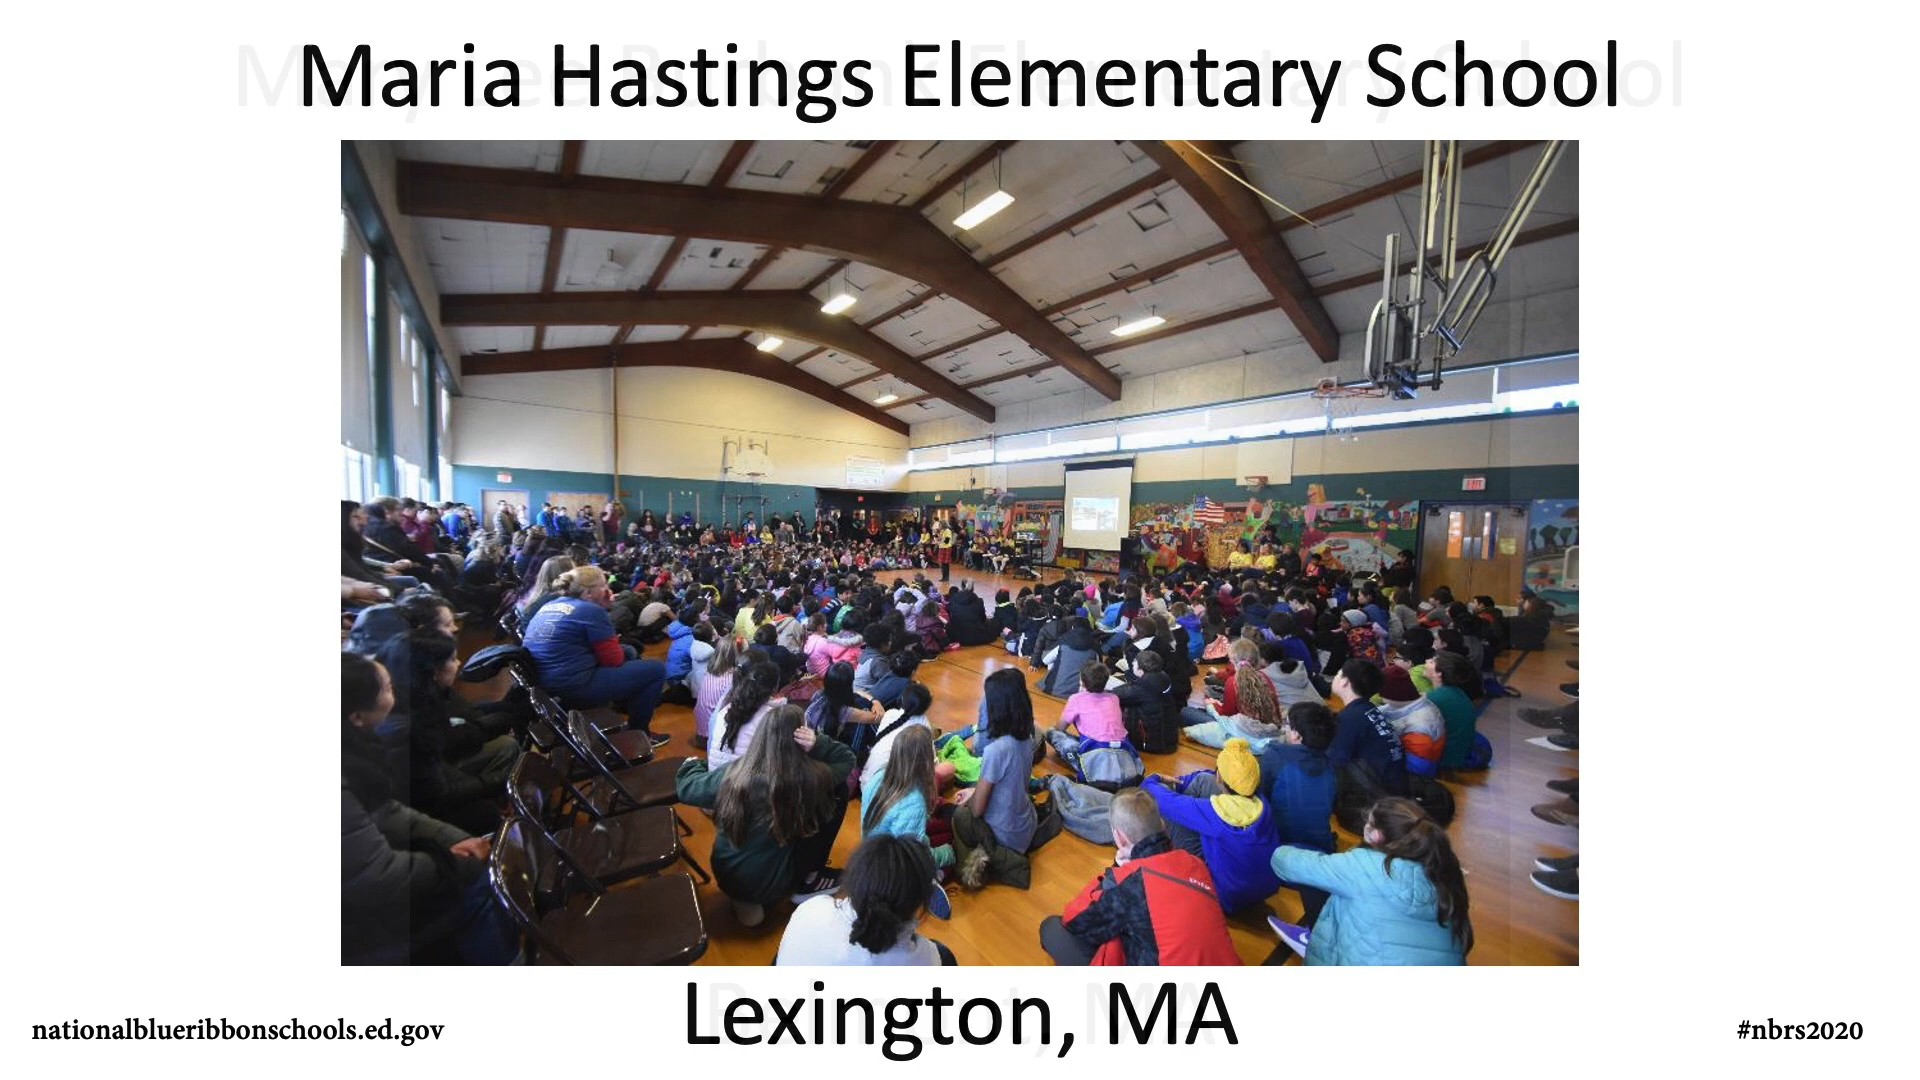 Maria Hastings Elementary School
Lexington, MA
nationalblueribbonschools.ed.gov
#nbrs2020